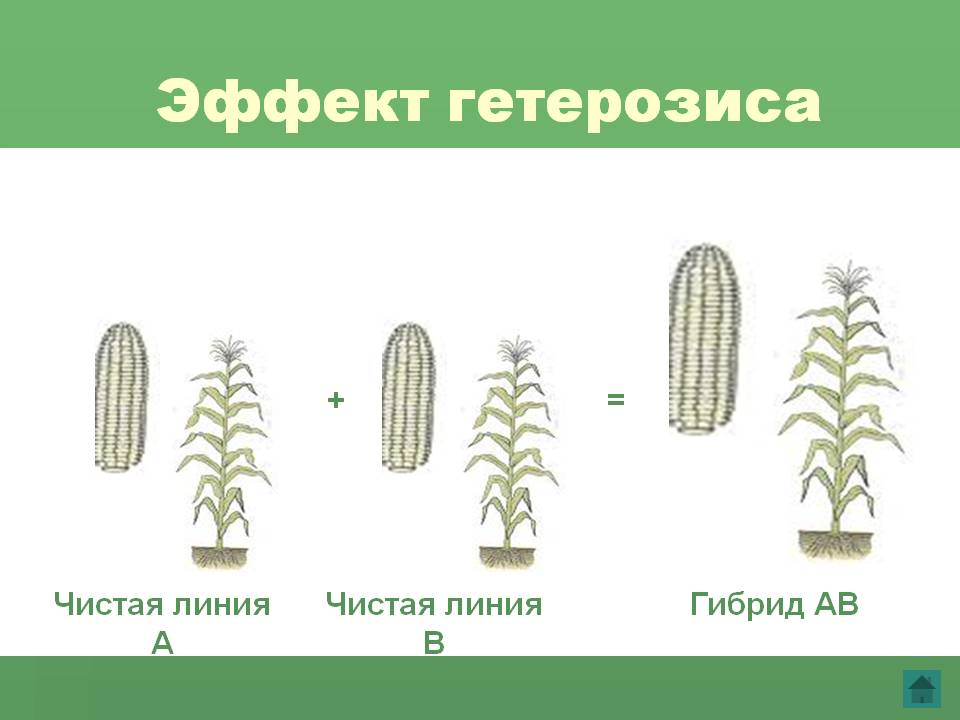 Эффект гетерозиса
+
=
Чистая линия
А
Чистая линия
В
Гибрид АВ